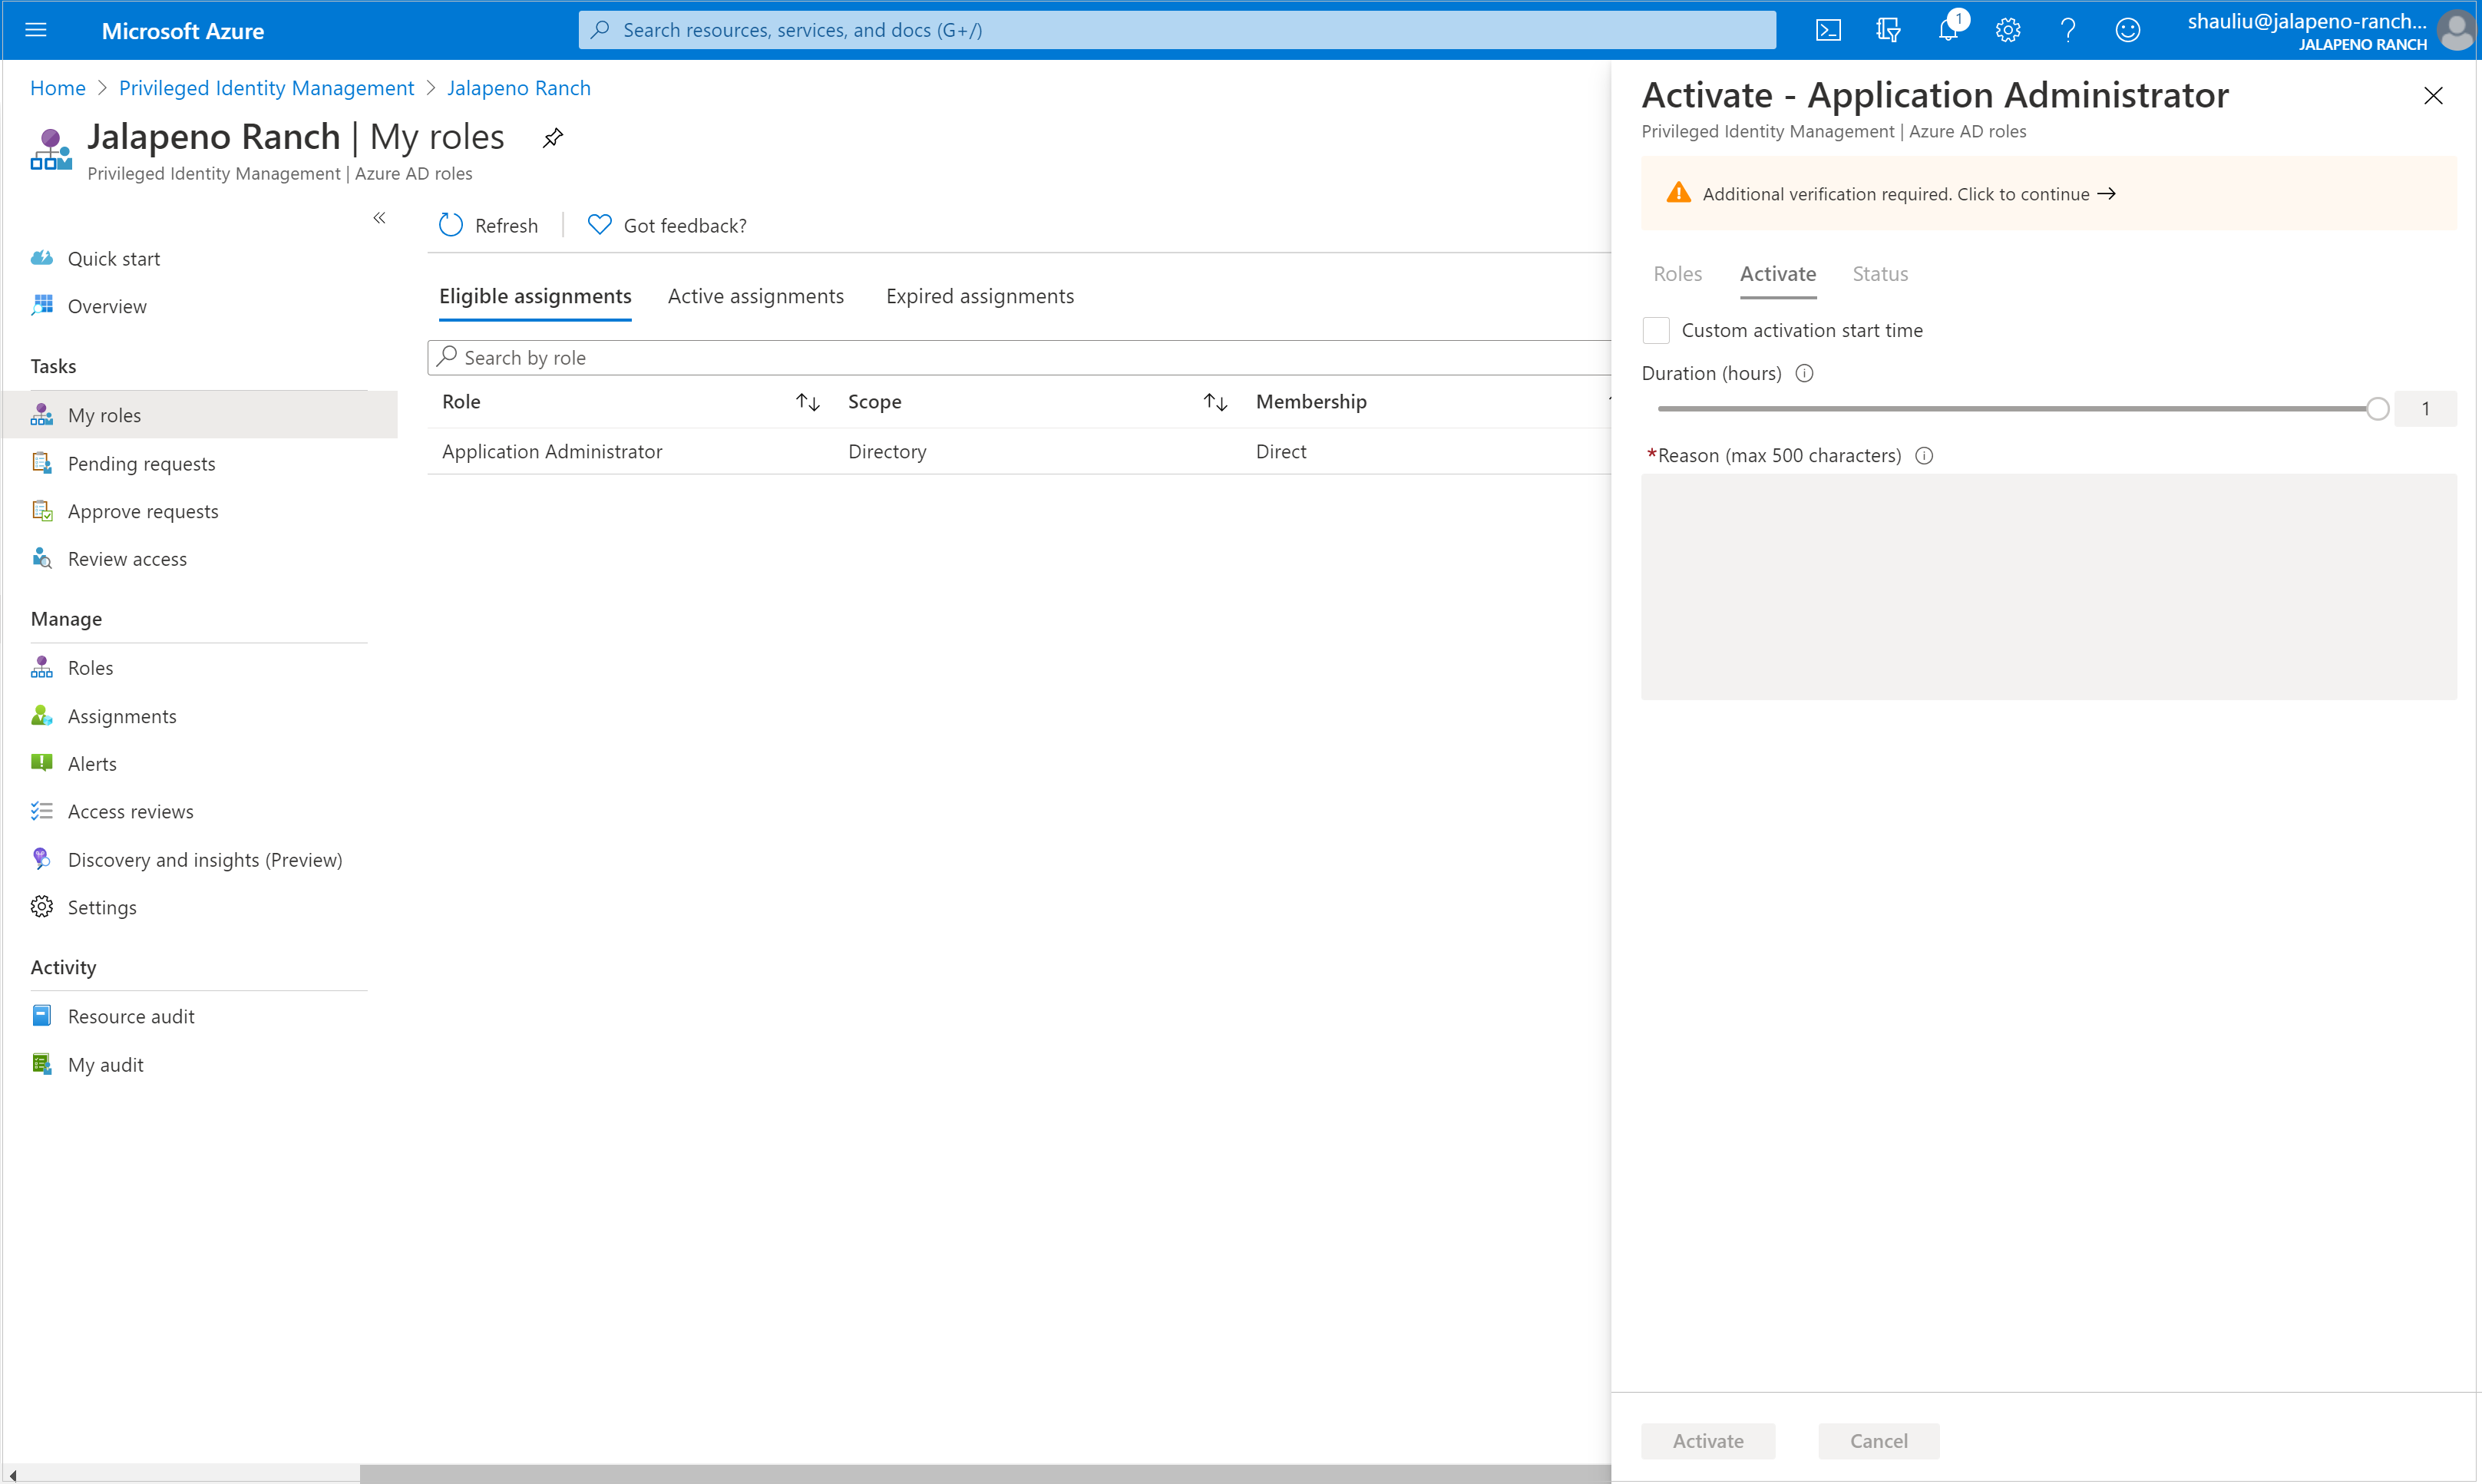 Microsoft Azure
Search resources, services, and docs (G+/)
1
shauliu@jalapeno-ranch...
JALAPENO RANCH
Home > Privileged Identity Management > Jalapeno Ranch
Jalapeno Ranch | My roles
Privileged Identity Management | Azure AD roles
«
Quick start
Overview
Tasks
My roles
Pending requests
Approve requests
Review access
Manage
Roles
Assignments
Alerts
Access reviews
Discovery and insights (Preview)
Settings
Activity
Resource audit
My audit
Refresh | Got feedback?
Eligible assignments Active assignments Expired assignments
Search by role
Role Scope Membership
Application Administrator Directory Direct
Activate - Application Administrator
Privileged Identity Management | Azure AD roles
Additional verification required. Click to continue →
Roles Activate Status
Custom activation start time
Duration (hours)
1
*Reason (max 500 characters)
Activate Cancel